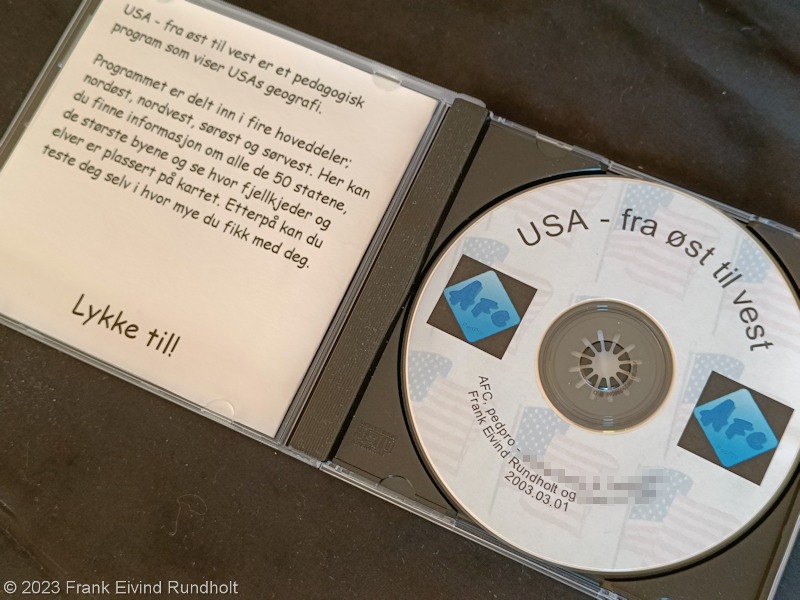 USA - fra øst til vest er et pedagogisk
program som viser USAs geografi.
Programmet er delt inn i fire hoveddeler;
nordøst, nordvest, sørøst og sørvest. Her kan
du finne informasjon om alle de 50 statene,
de største byene og se hvor fjellkjeder og
elver er plassert på kartet. Etterpå kan du
teste deg selv i hvor mye du fikk med deg.
Lykke til!
USA - fra øst til vest
AFC
AFC
AFC, pedpro -
Frank Eivind Rundholt og
2003.03.01
© 2023 Frank Eivind Rundholt